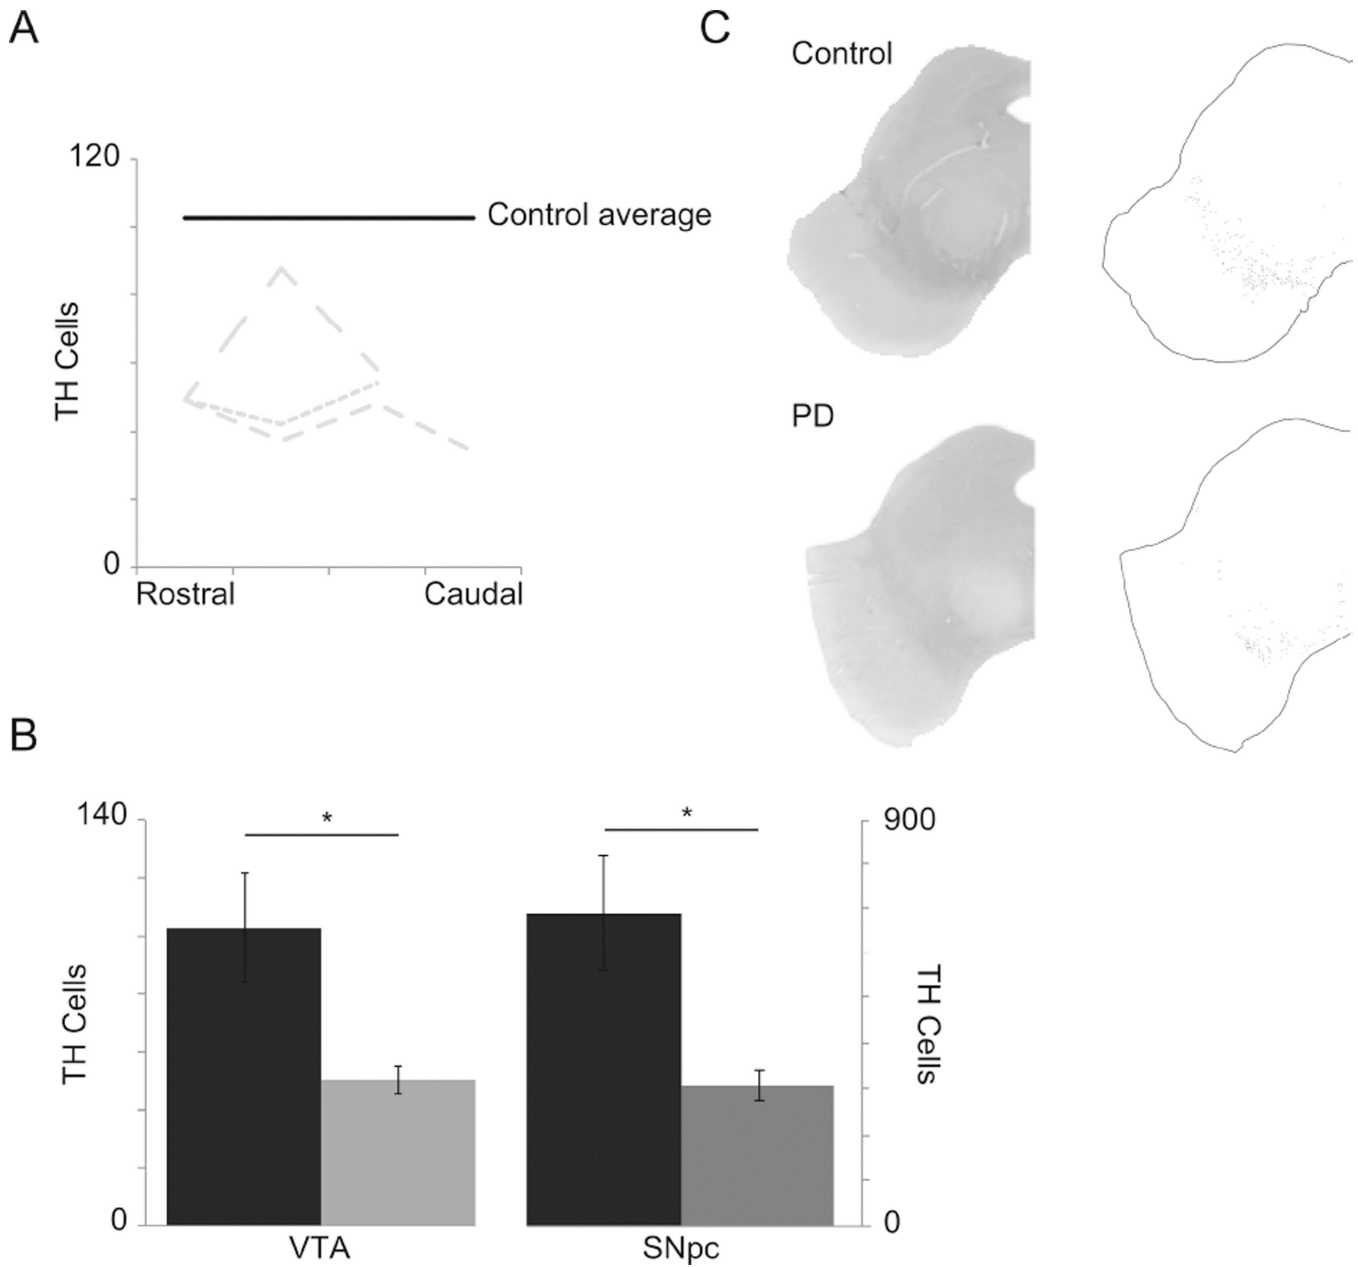 A
120
Control average
TH Cells
0
Rostral
Caudal
C
Control
PD
B
140
*
*
900
TH Cells
TH Cells
0
0
VTA
SNpc